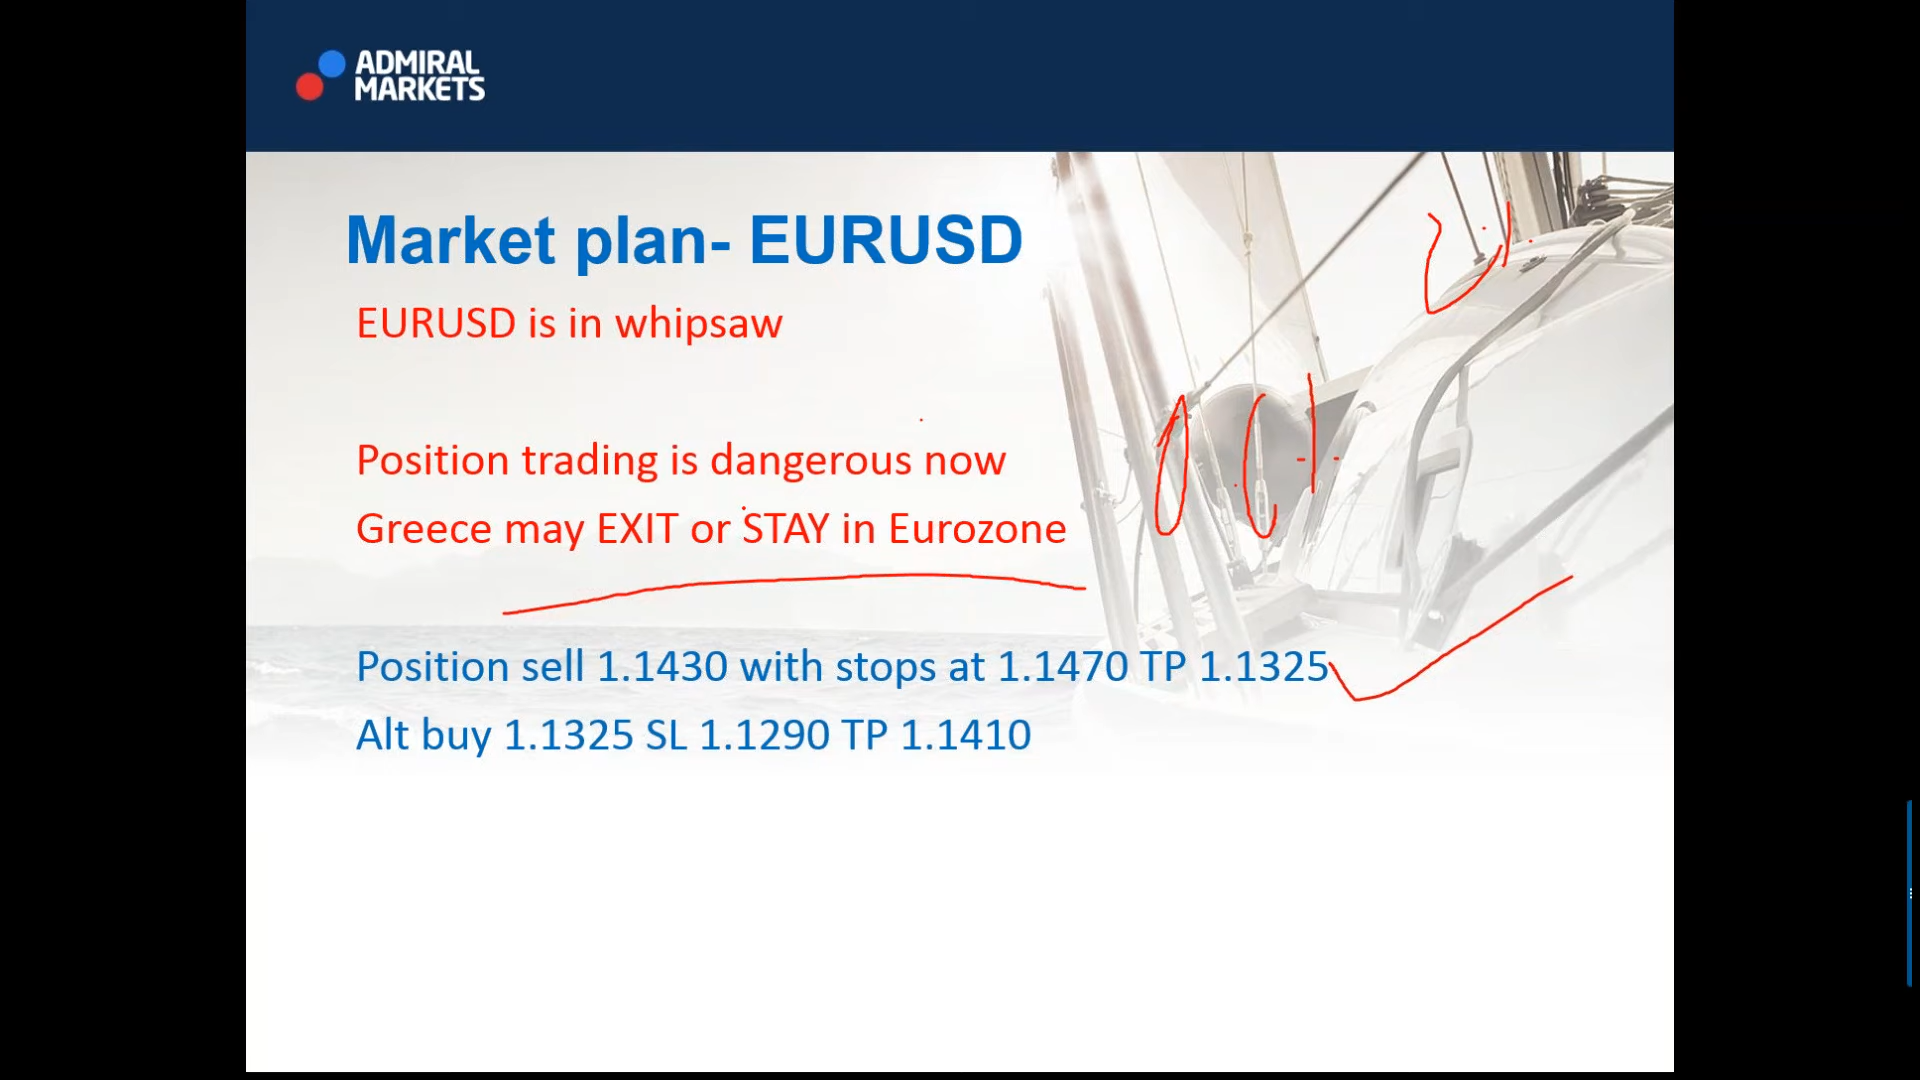 ADMIRAL
MARKETS
Market plan- EURUSD
EURUSD is in whipsaw
Position trading is dangerous now
Greece may EXIT or STAY in Eurozone
Position sell 1.1430 with stops at 1.1470 TP 1.1325
Alt buy 1.1325 SL 1.1290 TP 1.1410